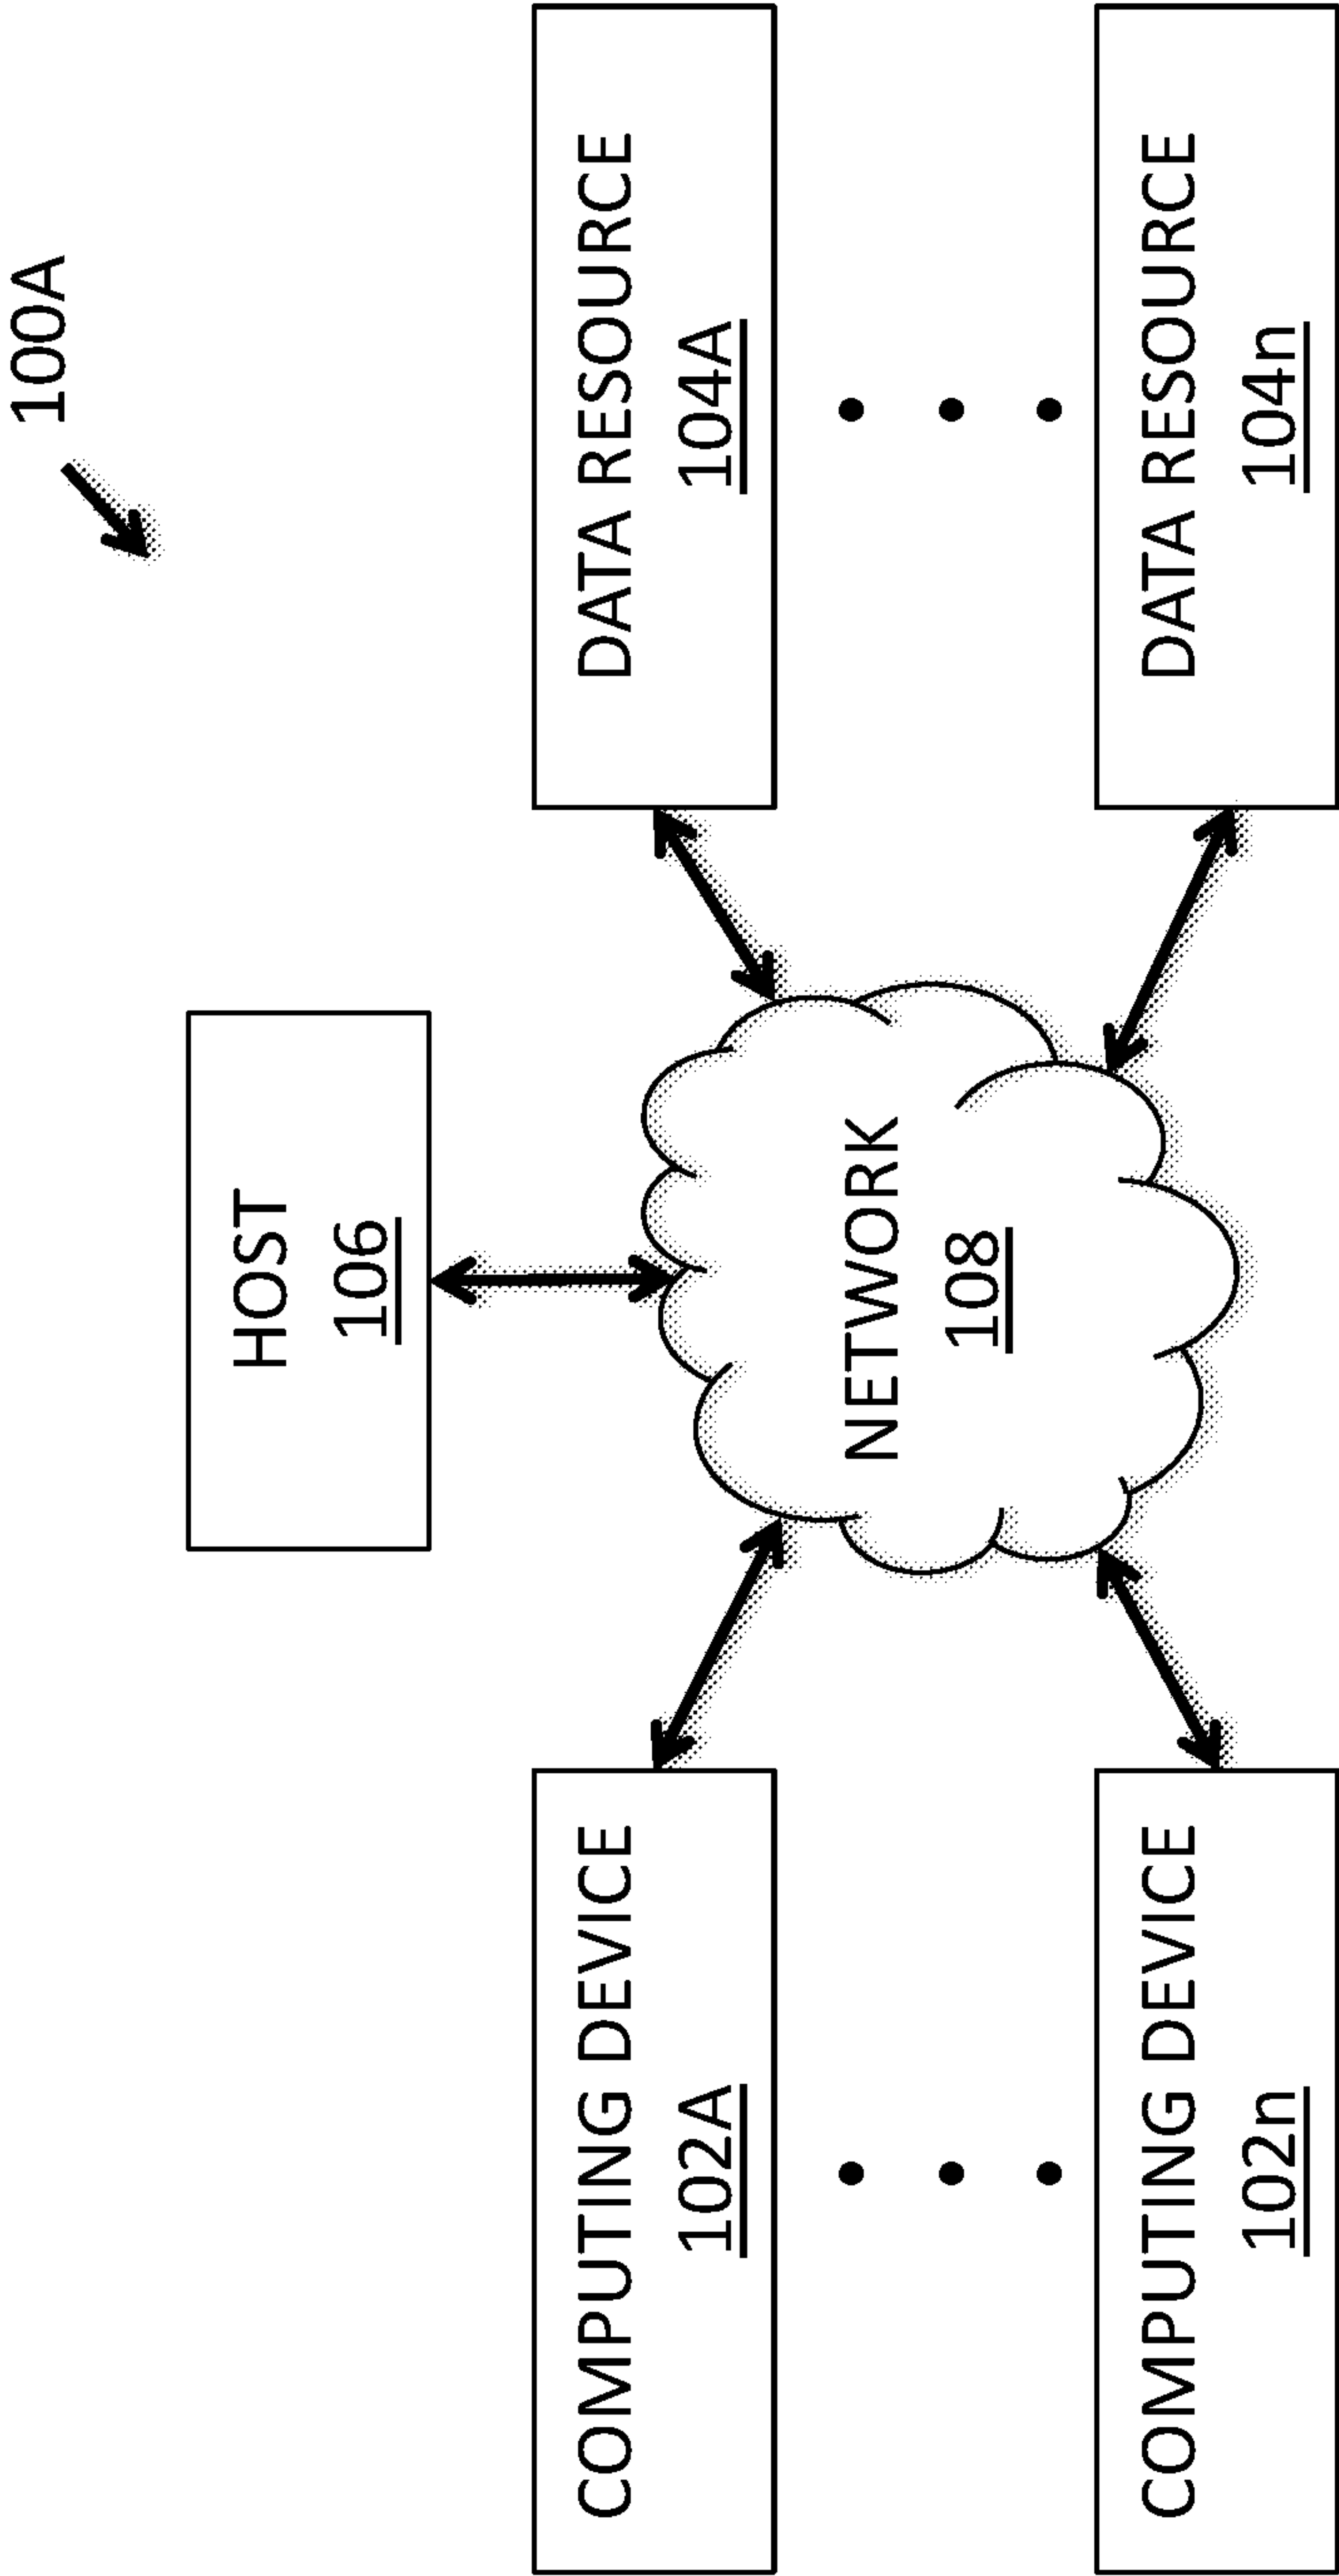 100A
HOST
106
COMPUTING DEVICE
102A
NETWORK
108
DATA RESOURCE
104A
COMPUTING DEVICE
102n
DATA RESOURCE
104n